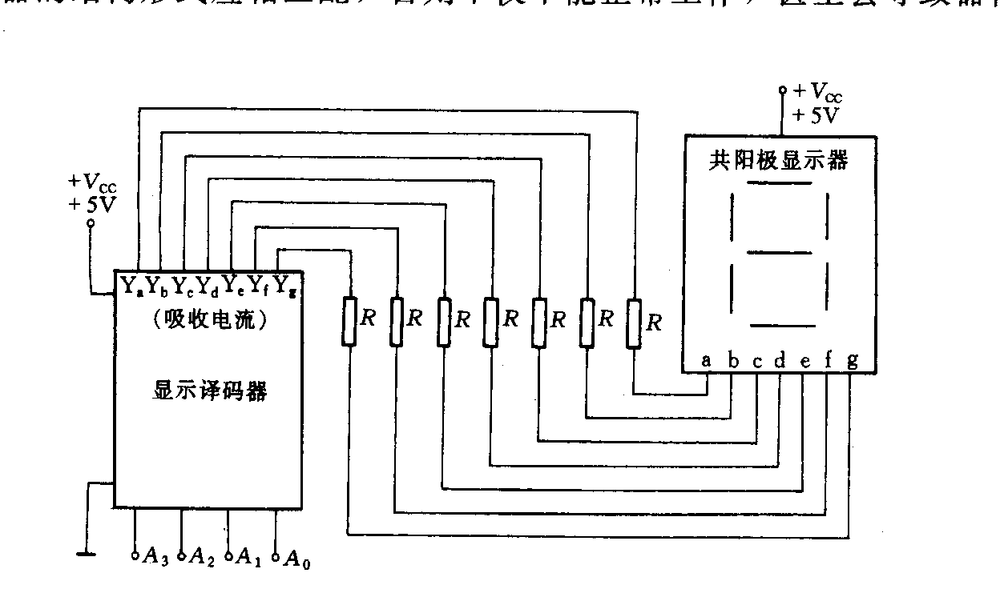 +VCC
+5V
共阳极显示器
a b c d e f g
+VCC
+5V
Ya Yb Yc Yd Ye Yf Yg
(吸收电流)
显示译码器
R R R R R R R
A3 A2 A1 A0